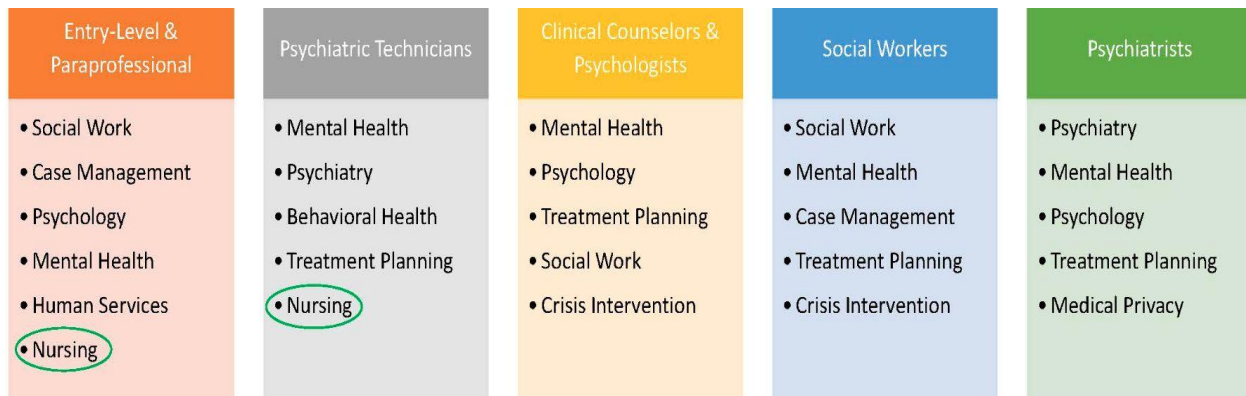 Entry-Level &
Paraprofessional
• Social Work
• Case Management
• Psychology
• Mental Health
• Human Services
• Nursing
Psychiatric Technicians
• Mental Health
• Psychiatry
• Behavioral Health
• Treatment Planning
• Nursing
Clinical Counselors &
Psychologists
• Mental Health
• Psychology
• Treatment Planning
• Social Work
• Crisis Intervention
Social Workers
• Social Work
• Mental Health
• Case Management
• Treatment Planning
• Crisis Intervention
Psychiatrists
• Psychiatry
• Mental Health
• Psychology
• Treatment Planning
• Medical Privacy